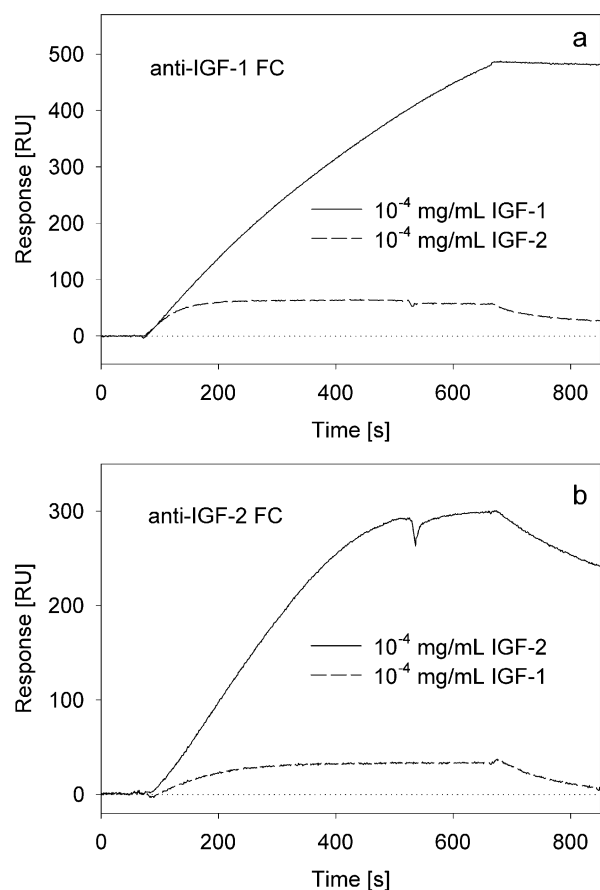 a
anti-IGF-1 FC
Response [RU]
500
400
300
200
100
0
10⁻⁴ mg/mL IGF-1
10⁻⁴ mg/mL IGF-2
0 200 400 600 800
Time [s]
b
anti-IGF-2 FC
Response [RU]
300
200
100
0
10⁻⁴ mg/mL IGF-2
10⁻⁴ mg/mL IGF-1
0 200 400 600 800
Time [s]